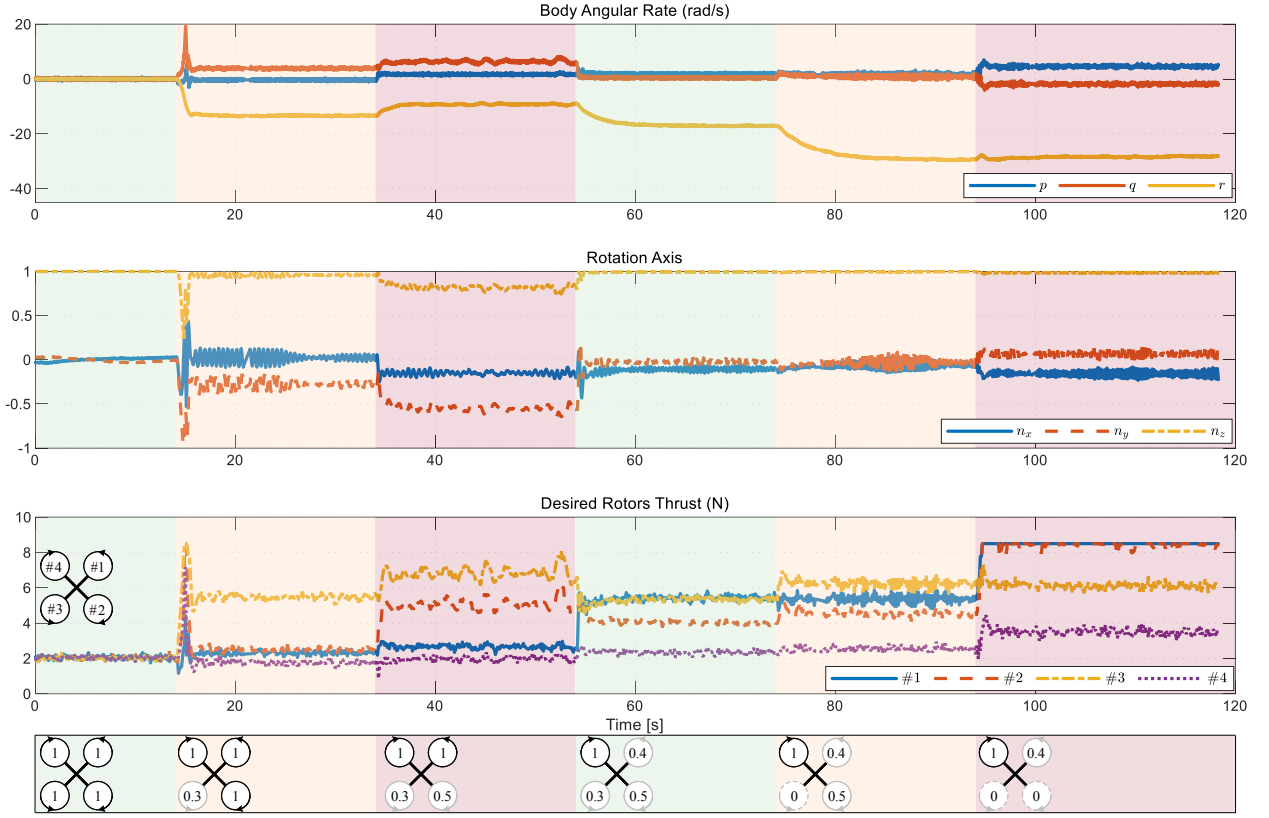 Body Angular Rate (rad/s)
20
0
-20
-40
p q r
0 20 40 60 80 100 120
Rotation Axis
1
0.5
0
-0.5
-1
n_x n_y n_z
0 20 40 60 80 100 120
Desired Rotors Thrust (N)
10
8
6
4
2
0
#4 #1
#3 #2
#1 #2 #3 #4
0 20 40 60 80 100 120
Time [s]
1 1 1 1 1 1 1 0.4 1 0.4 1 0.4
1 1 0.3 1 0.3 0.5 0.3 0.5 0 0.5 0 0